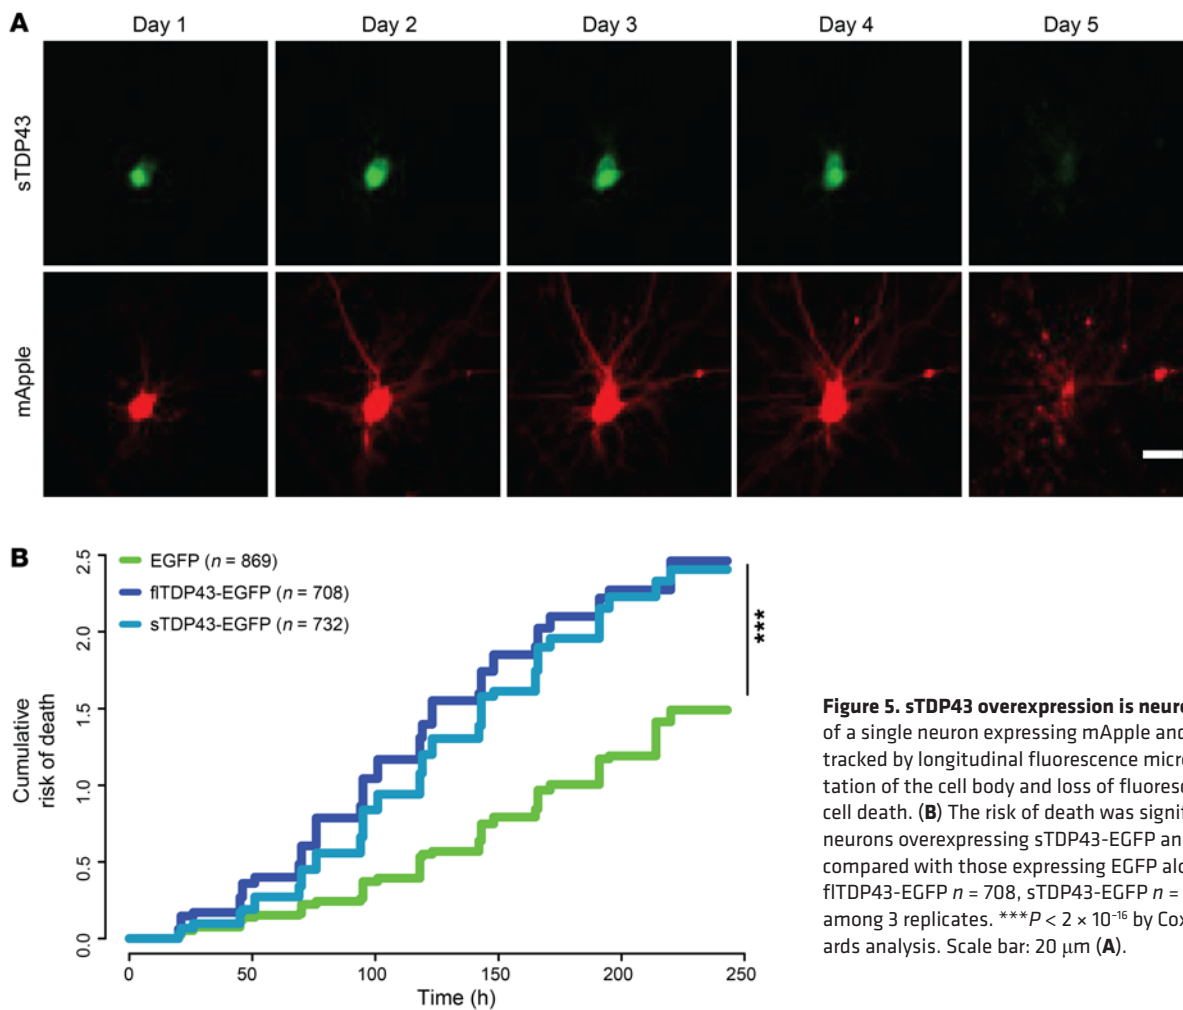 A
Day 1 Day 2 Day 3 Day 4 Day 5
sTDP43
mApple
B
EGFP (n = 869)
flTDP43-EGFP (n = 708)
sTDP43-EGFP (n = 732)
***
Cumulative
risk of death
2.5
2.0
1.5
1.0
0.5
0.0
0 50 100 150 200 250
Time (h)
Figure 5. sTDP43 overexpression is neuro
of a single neuron expressing mApple and
tracked by longitudinal fluorescence micro
tation of the cell body and loss of fluoresc
cell death. (B) The risk of death was signif
neurons overexpressing sTDP43-EGFP an
compared with those expressing EGFP alo
flTDP43-EGFP n = 708, sTDP43-EGFP n =
among 3 replicates. ***P < 2 × 10⁻¹⁶ by Cox
ards analysis. Scale bar: 20 μm (A).